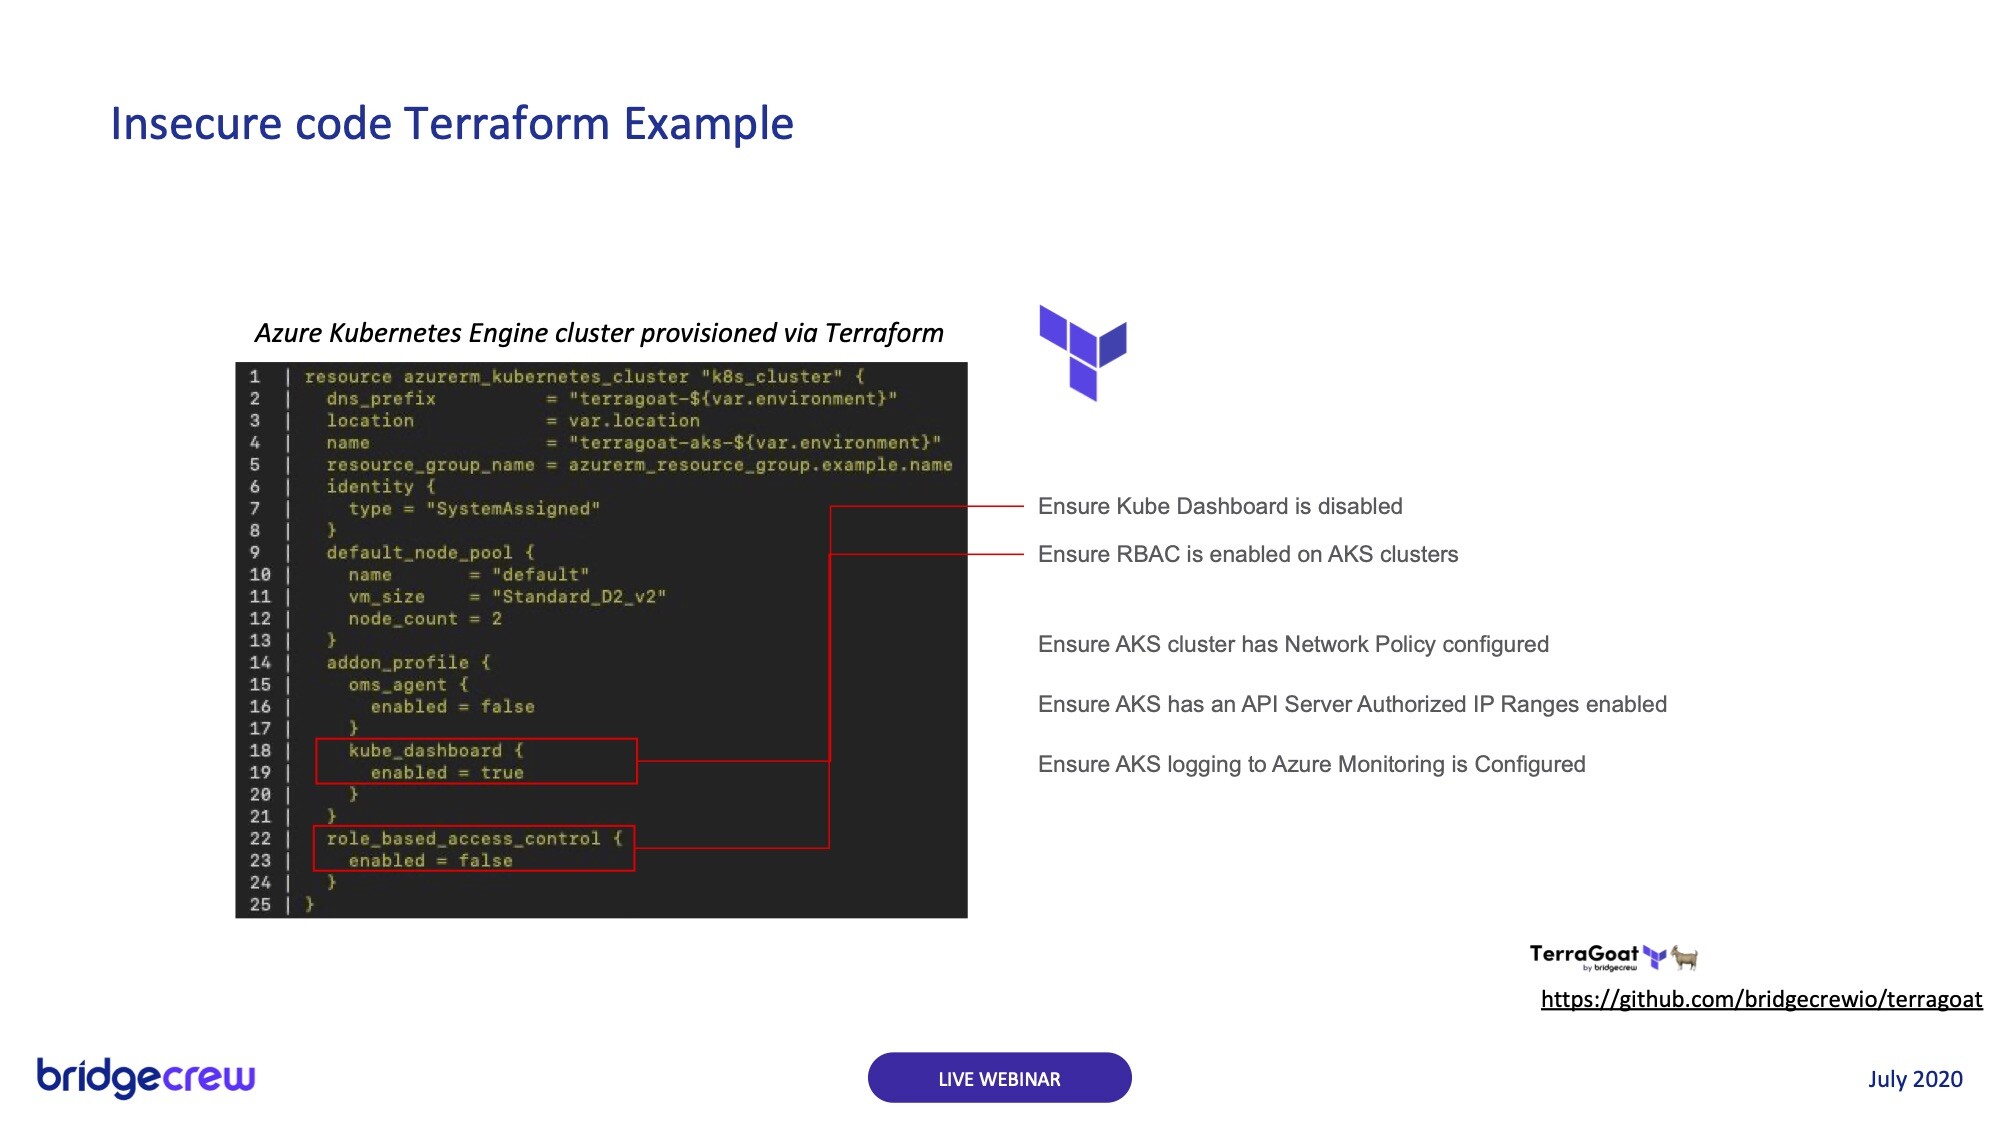 Insecure code Terraform Example
Azure Kubernetes Engine cluster provisioned via Terraform
1 | resource azurerm_kubernetes_cluster "k8s_cluster" {
2 |   dns_prefix          = "terragoat-${var.environment}"
3 |   location            = var.location
4 |   name                = "terragoat-aks-${var.environment}"
5 |   resource_group_name = azurerm_resource_group.example.name
6 |   identity {
7 |     type = "SystemAssigned"
8 |   }
9 |   default_node_pool {
10 |     name       = "default"
11 |     vm_size    = "Standard_D2_v2"
12 |     node_count = 2
13 |   }
14 |   addon_profile {
15 |     oms_agent {
16 |       enabled = false
17 |     }
18 |     kube_dashboard {
19 |       enabled = true
20 |     }
21 |   }
22 |   role_based_access_control {
23 |     enabled = false
24 |   }
25 | }
Ensure Kube Dashboard is disabled
Ensure RBAC is enabled on AKS clusters
Ensure AKS cluster has Network Policy configured
Ensure AKS has an API Server Authorized IP Ranges enabled
Ensure AKS logging to Azure Monitoring is Configured
TerraGoat
by bridgecrew
https://github.com/bridgecrewio/terragoat
bridgecrew
LIVE WEBINAR
July 2020